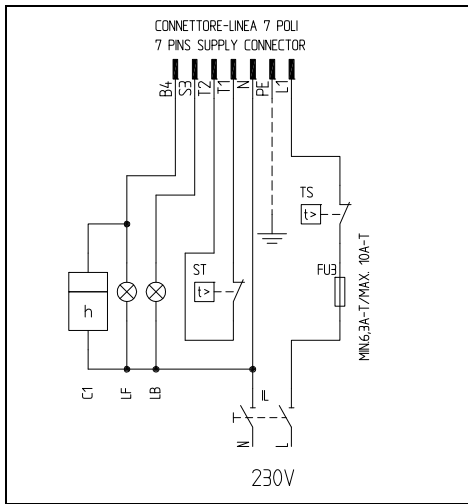 CONNETTORE-LINEA 7 POLI
7 PINS SUPPLY CONNECTOR
B4
S3
T2
T1
N
PE
L1
TS
t>
ST
t>
FU3
MIN.6,3A-T/MAX. 10A-T
h
C1
LF
LB
IL
N
L
230V